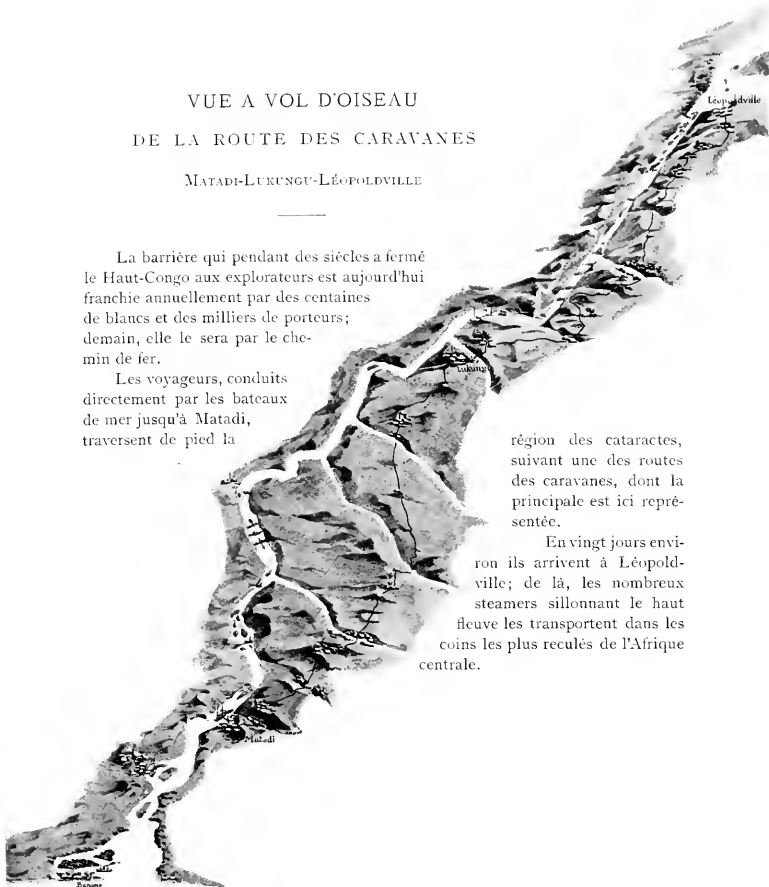 VUE A VOL D'OISEAU
DE LA ROUTE DES CARAVANES
MATADI-LUKUNGU-LÉOPOLDVILLE
La barrière qui pendant des siècles a fermé
le Haut-Congo aux explorateurs est aujourd'hui
franchie annuellement par des centaines
de blancs et des milliers de porteurs;
demain, elle le sera par le che-
min de fer.
Les voyageurs, conduits
directement par les bateaux
de mer jusqu'à Matadi,
traversent de pied la
région des cataractes,
suivant une des routes
des caravanes, dont la
principale est ici repré-
sentée.
En vingt jours envi-
ron ils arrivent à Léopold-
ville; de là, les nombreux
steamers sillonnant le haut
fleuve les transportent dans les
coins les plus reculés de l'Afrique
centrale.
Léopoldville
Lukungu
Matadi
Banana